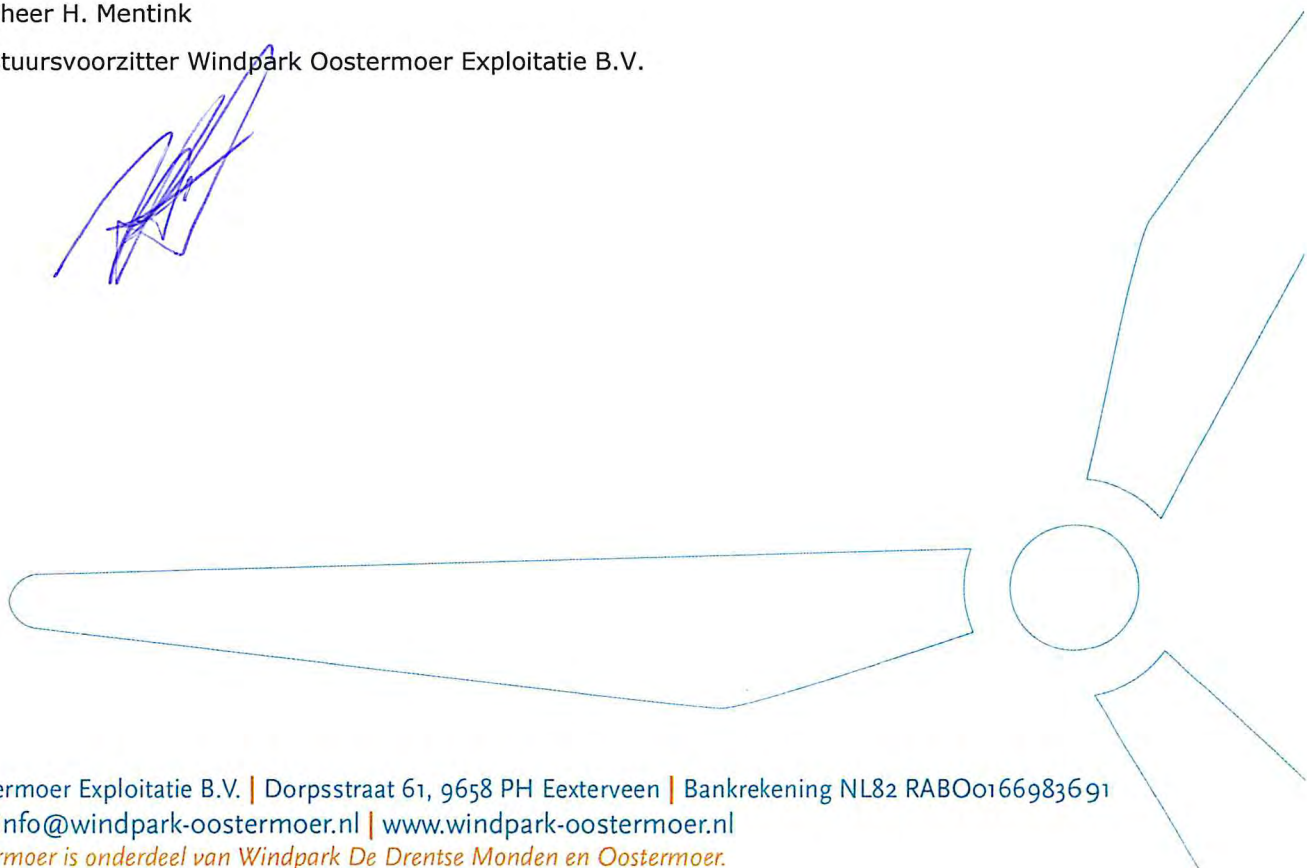 heer H. Mentink
tuursvoorzitter Windpark Oostermoer Exploitatie B.V.
ermoer Exploitatie B.V. | Dorpsstraat 61, 9658 PH Eexterveen | Bankrekening NL82 RABO0166983691
nfo@windpark-oostermoer.nl | www.windpark-oostermoer.nl
rmoer is onderdeel van Windpark De Drentse Monden en Oostermoer.